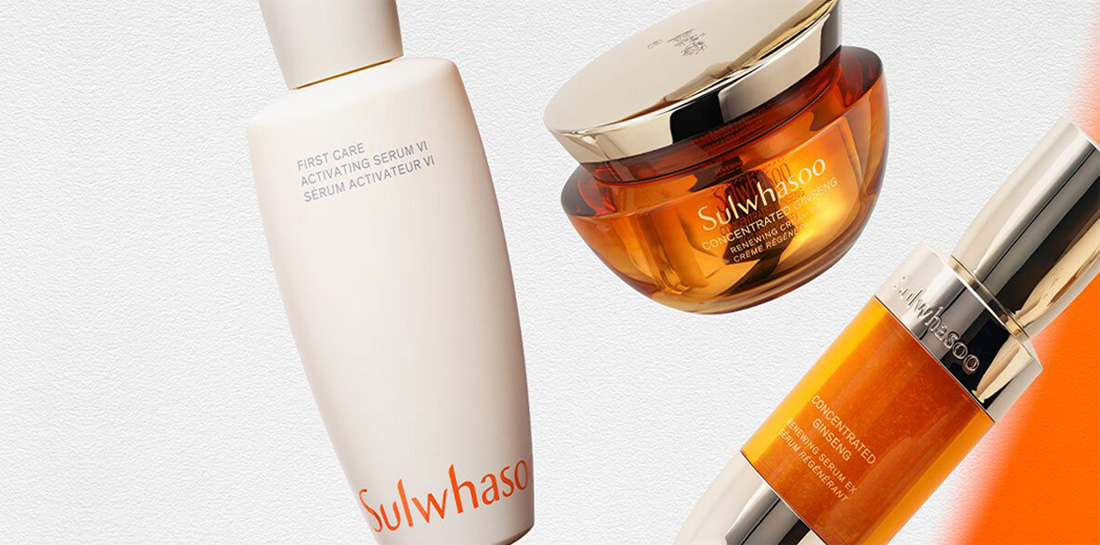 FIRST CARE
ACTIVATING SERUM VI
SÉRUM ACTIVATEUR VI
Sulwhaso
Sulwhasoo
CONCENTRATED GINSENG
RENEWING CREAM
CRÈME RÉGÉN
Sulwhasoo
CONCENTRATED
GINSENG
RENEWING SERUM EX
SÉRUM RÉGÉNÉRANT